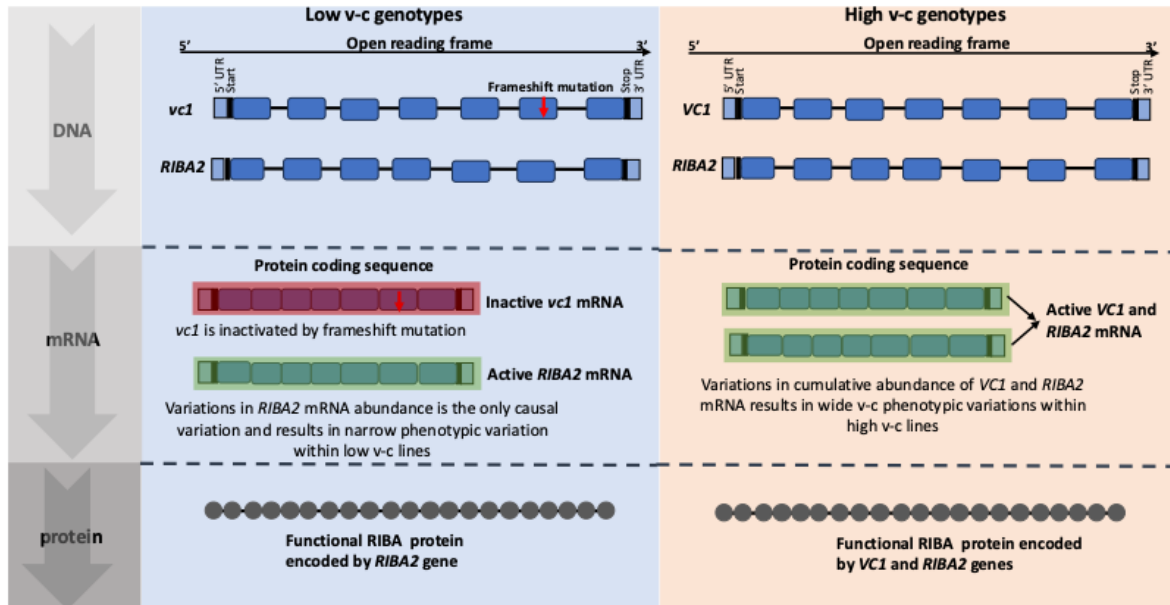 Low v-c genotypes
5’ Open reading frame 3’
5’ UTR
Start
Frameshift mutation
Stop
3’ UTR
vc1
RIBA2
High v-c genotypes
5’ Open reading frame 3’
5’ UTR
Start
Stop
3’ UTR
VC1
RIBA2
DNA
Protein coding sequence
Inactive vc1 mRNA
vc1 is inactivated by frameshift mutation
Active RIBA2 mRNA
Variations in RIBA2 mRNA abundance is the only causal
variation and results in narrow phenotypic variation
within low v-c lines
Protein coding sequence
Active VC1 and
RIBA2 mRNA
Variations in cumulative abundance of VC1 and RIBA2
mRNA results in wide v-c phenotypic variations within
high v-c lines
mRNA
Functional RIBA protein
encoded by RIBA2 gene
Functional RIBA protein encoded
by VC1 and RIBA2 genes
protein